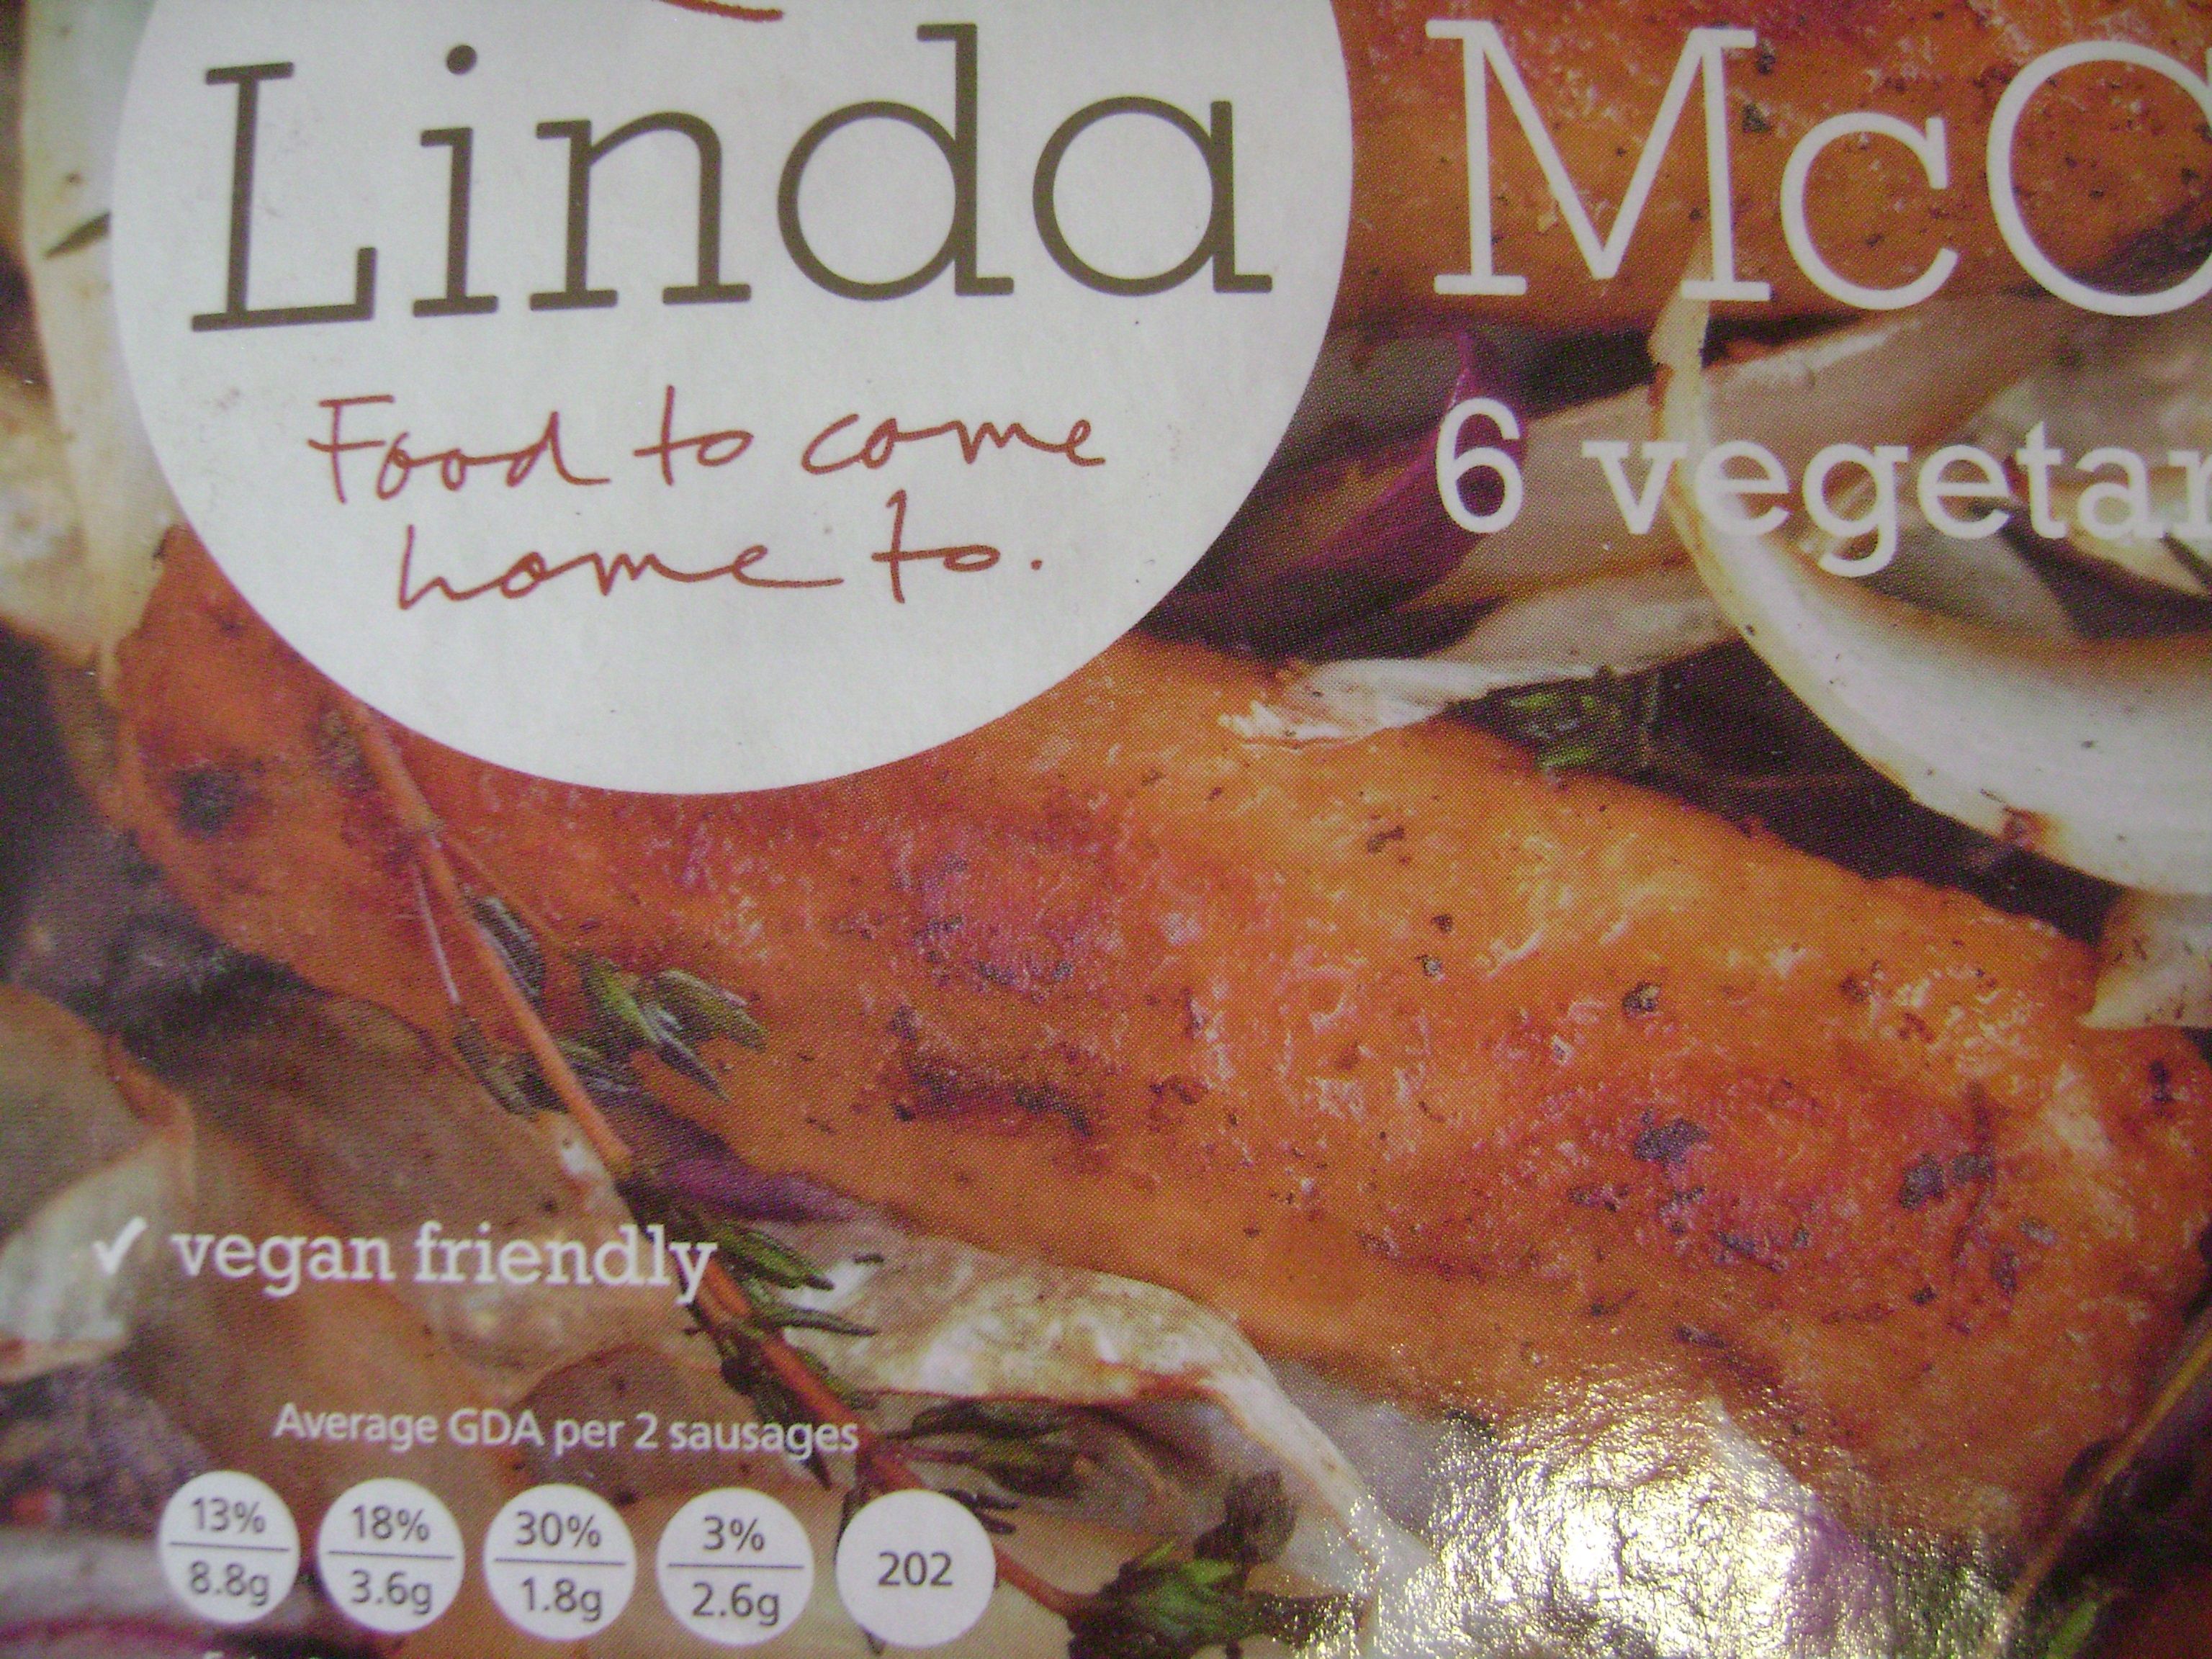 Linda McC
Food to come
home to.
6 vegetar
✓ vegan friendly
Average GDA per 2 sausages
13% 18% 30% 3% 202
8.8g 3.6g 1.8g 2.6g